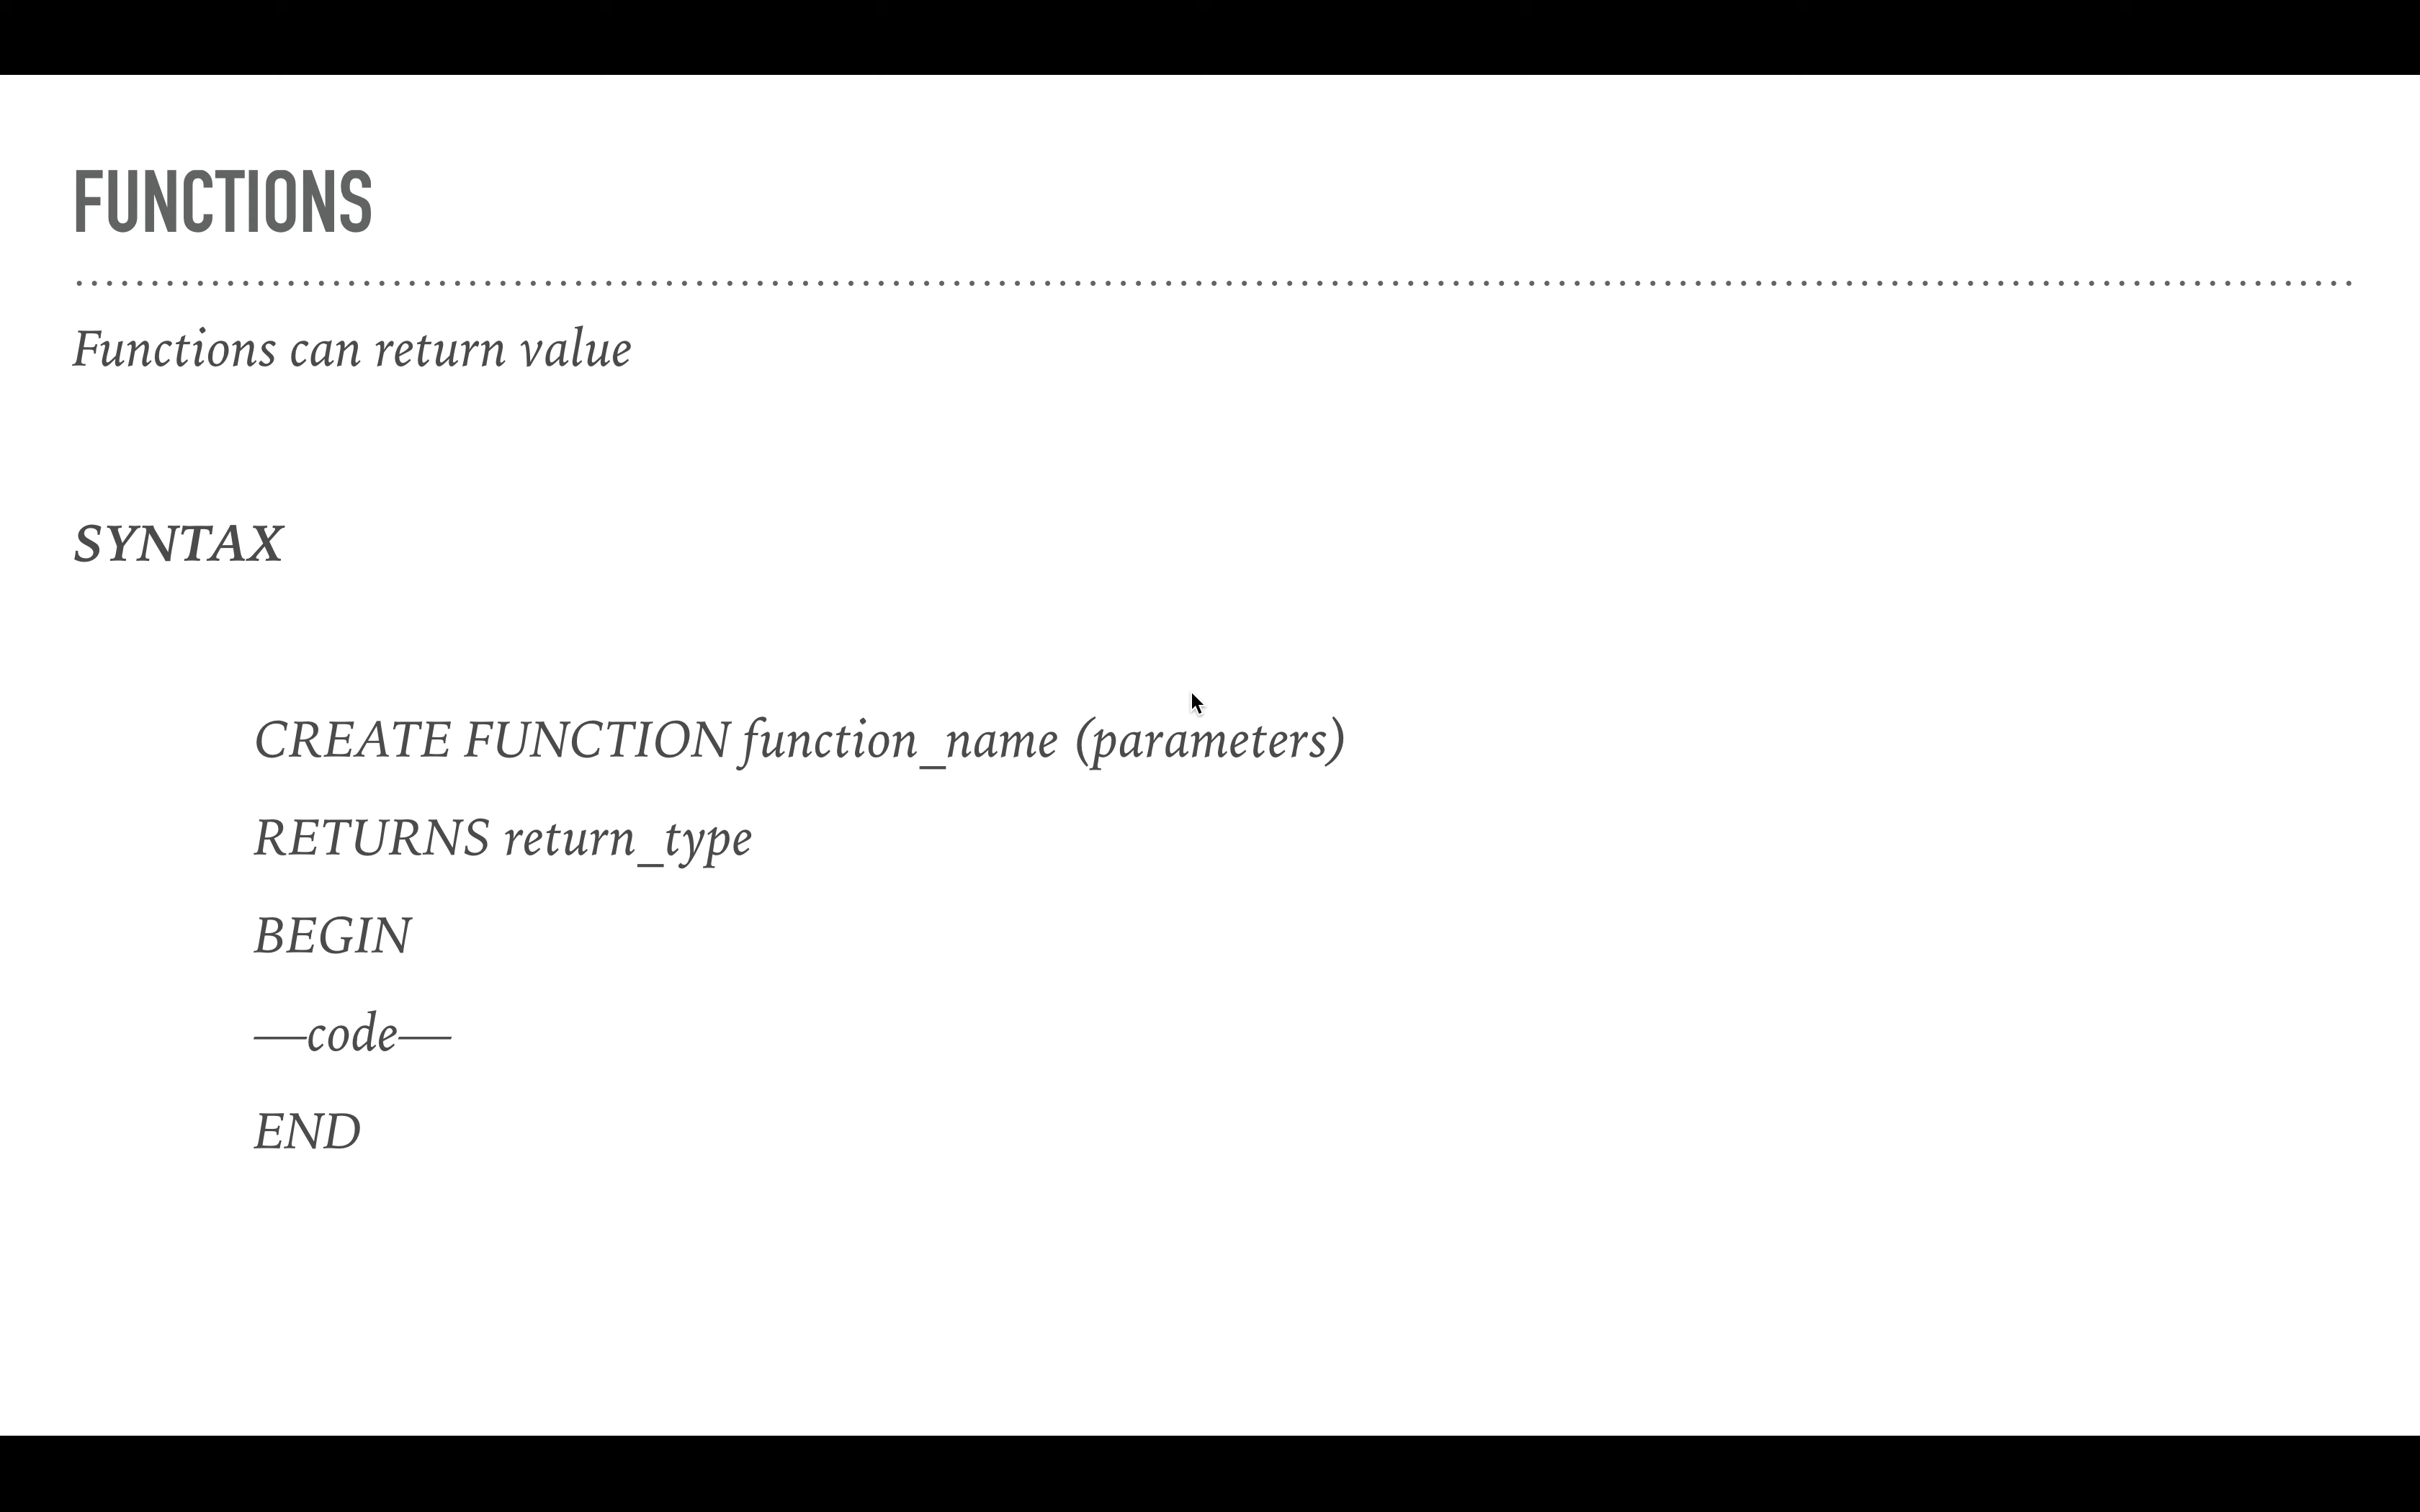 FUNCTIONS
Functions can return value
SYNTAX
CREATE FUNCTION function_name (parameters)
RETURNS return_type
BEGIN
—code—
END